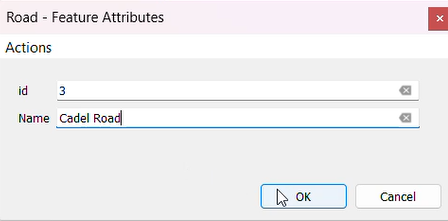 Road - Feature Attributes
Actions
id 3
Name Cadel Road
OK Cancel